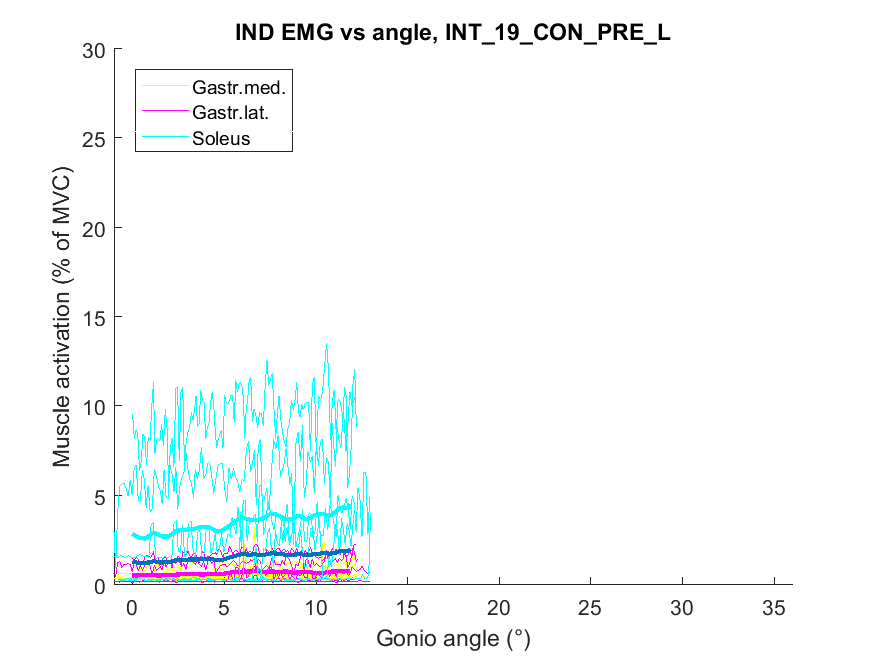 IND EMG vs angle, INT_19_CON_PRE_L
30
25
20
15
10
5
0
Muscle activation (% of MVC)
Gastr.med.
Gastr.lat.
Soleus
0 5 10 15 20 25 30 35
Gonio angle (°)